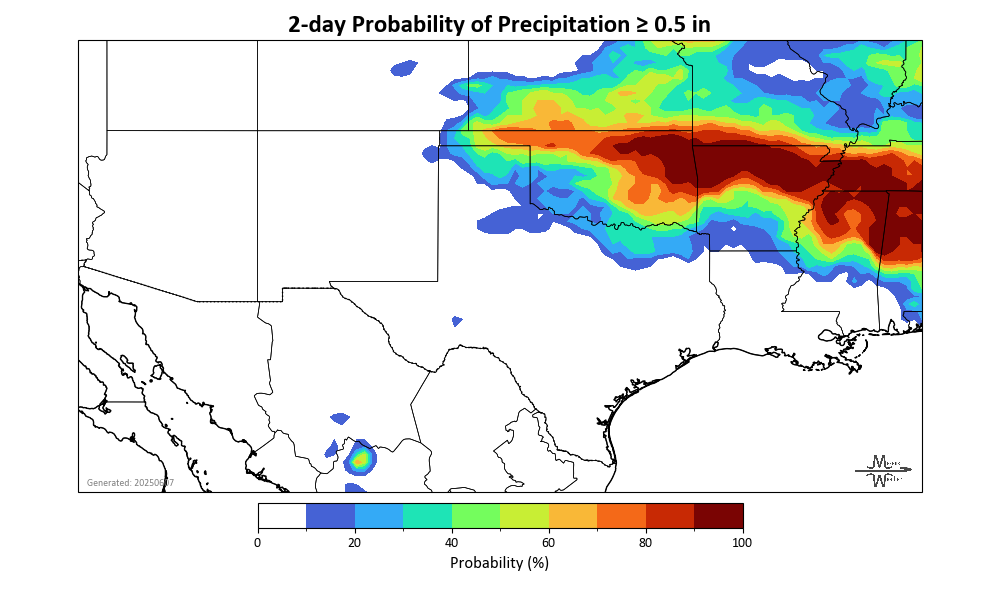 2-day Probability of Precipitation ≥ 0.5 in
Generated: 20250607
0 20 40 60 80 100
Probability (%)